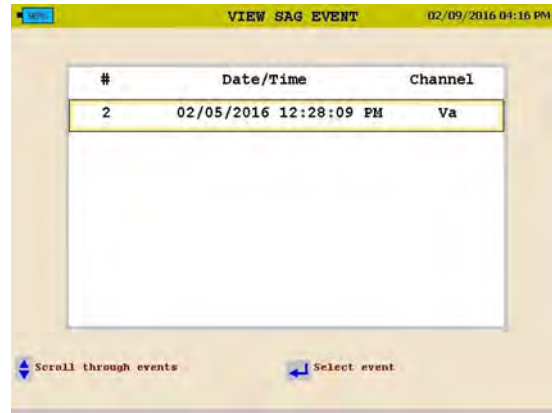 VIEW SAG EVENT 02/09/2016 04:16 PM
# Date/Time Channel
2 02/05/2016 12:28:09 PM Va
Scroll through events Select event